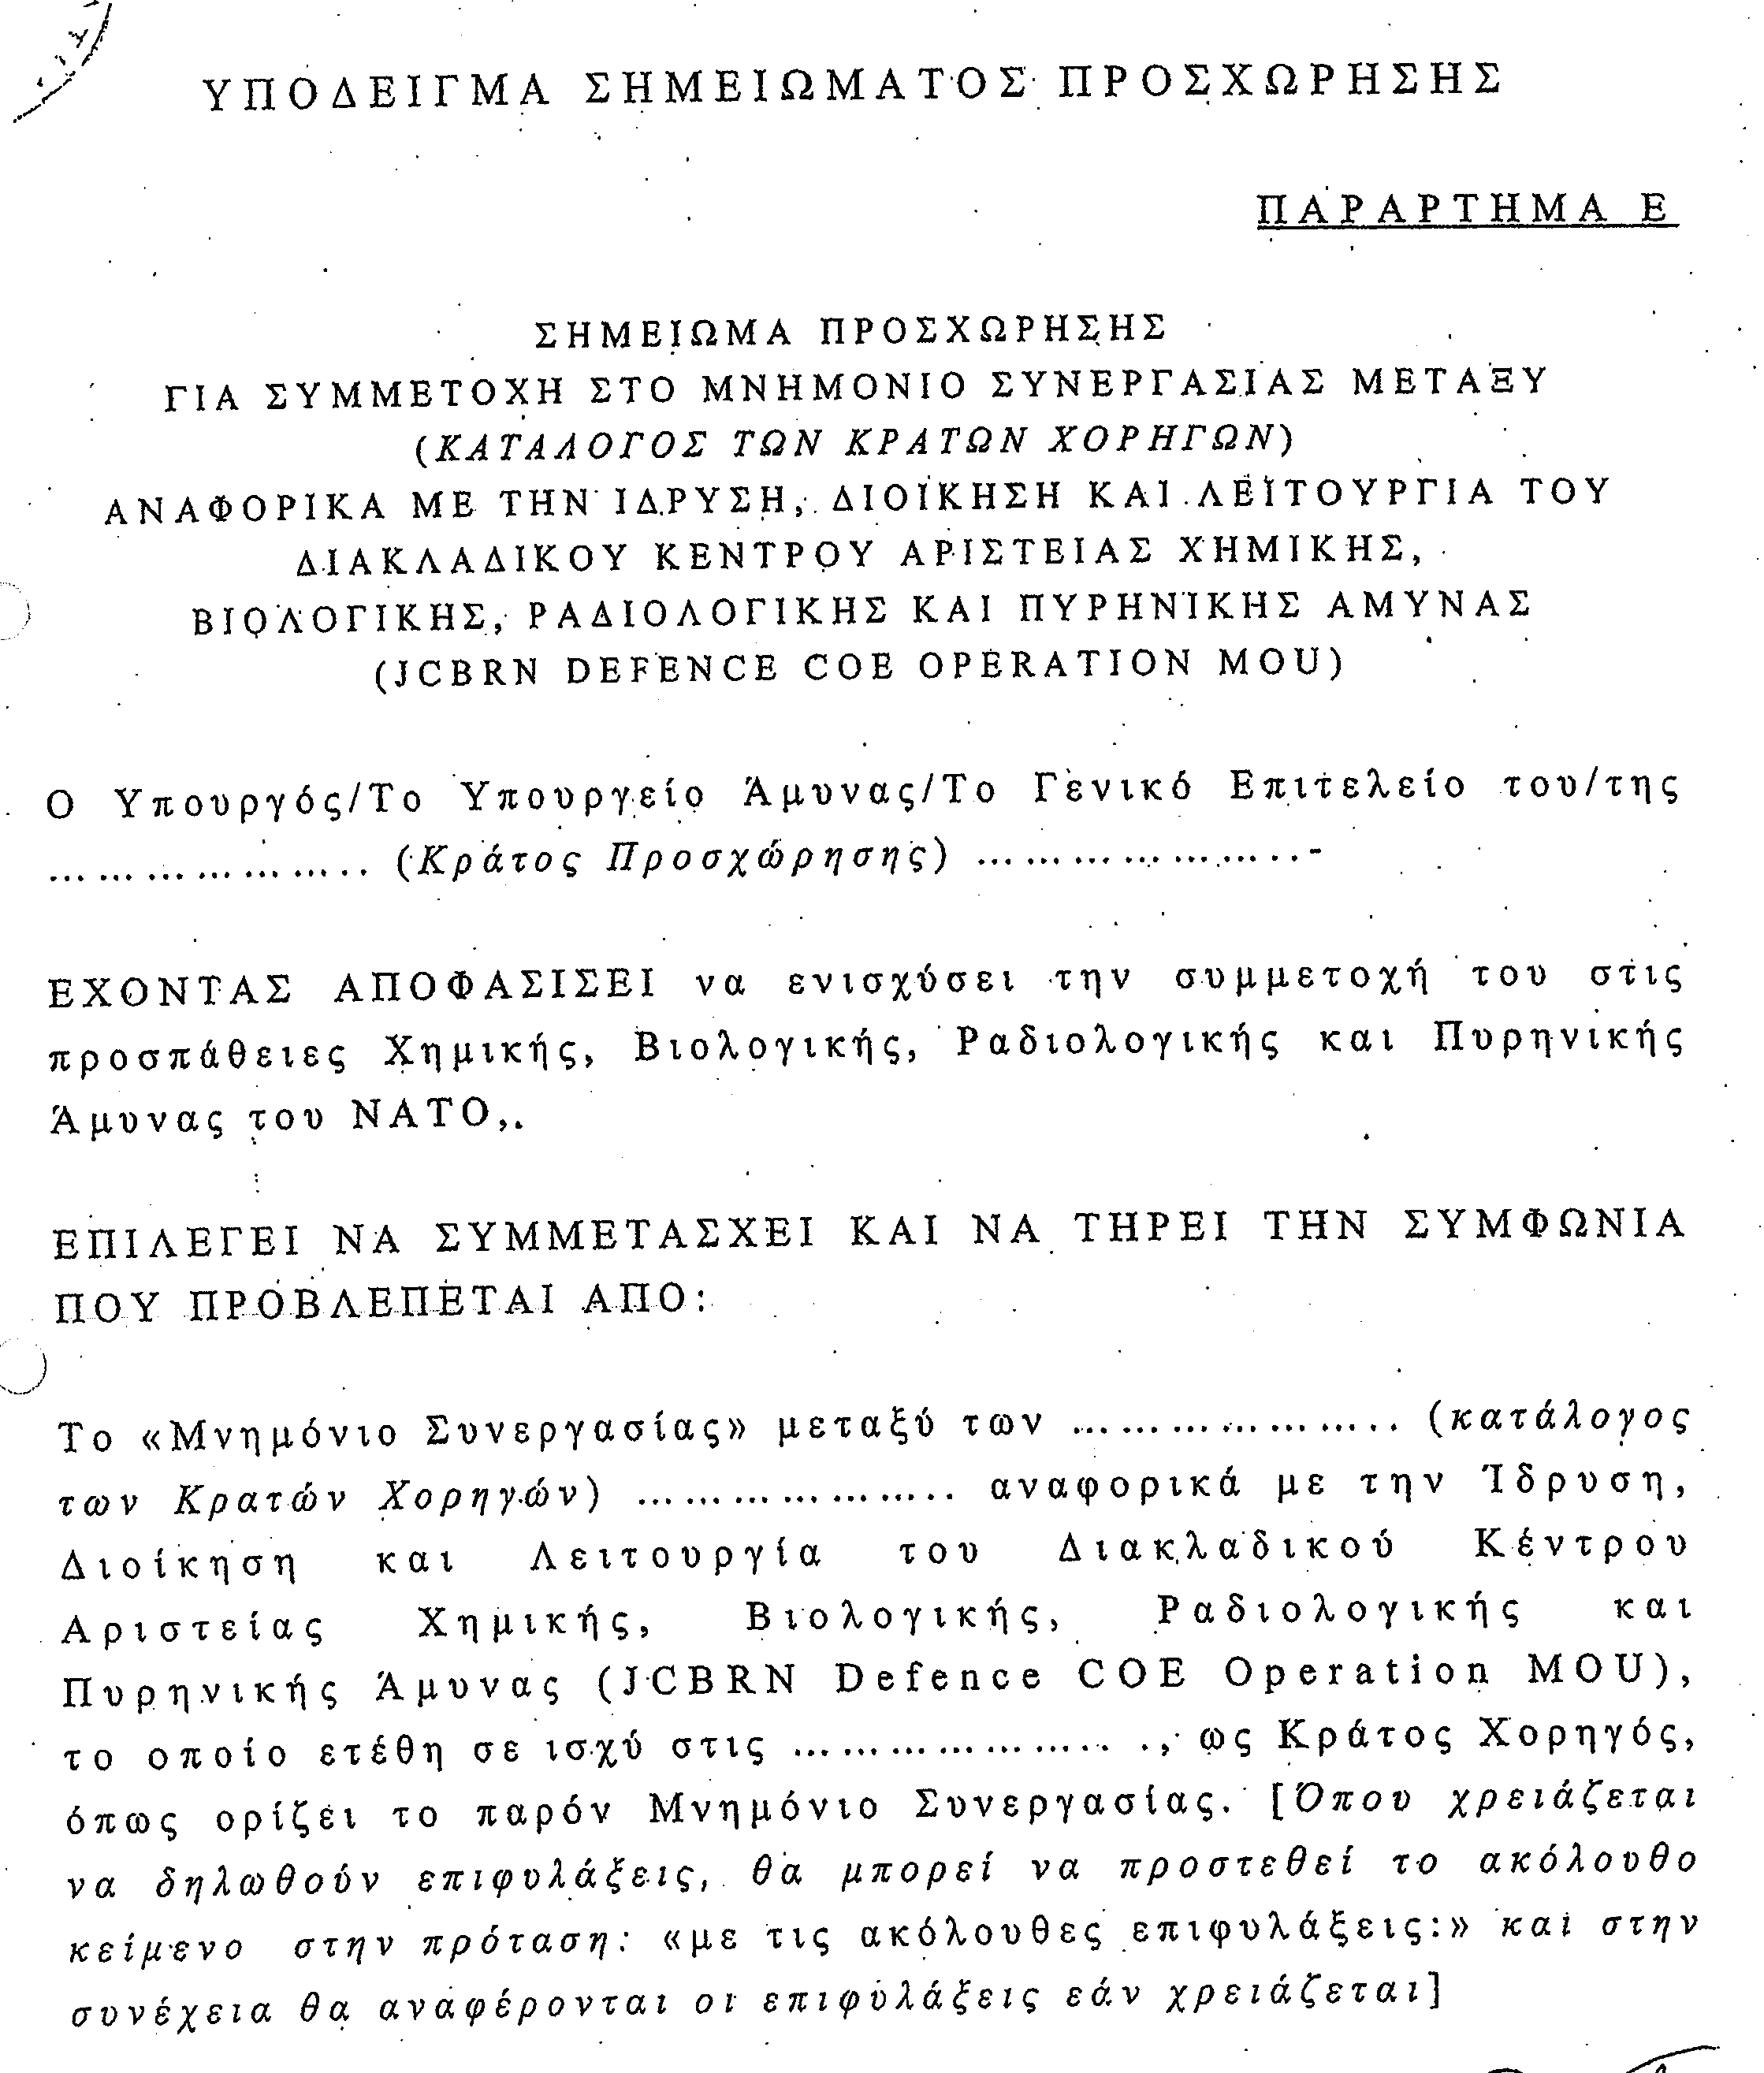 ΥΠΟΔΕΙΓΜΑ ΣΗΜΕΙΩΜΑΤΟΣ ΠΡΟΣΧΩΡΗΣΗΣ
ΠΑΡΑΡΤΗΜΑ Ε
ΣΗΜΕΙΩΜΑ ΠΡΟΣΧΩΡΗΣΗΣ
ΓΙΑ ΣΥΜΜΕΤΟΧΗ ΣΤΟ ΜΝΗΜΟΝΙΟ ΣΥΝΕΡΓΑΣΙΑΣ ΜΕΤΑΞΥ
(ΚΑΤΑΛΟΓΟΣ ΤΩΝ ΚΡΑΤΩΝ ΧΟΡΗΓΩΝ)
ΑΝΑΦΟΡΙΚΑ ΜΕ ΤΗΝ ΙΔΡΥΣΗ, ΔΙΟΙΚΗΣΗ ΚΑΙ ΛΕΙΤΟΥΡΓΙΑ ΤΟΥ
ΔΙΑΚΛΑΔΙΚΟΥ ΚΕΝΤΡΟΥ ΑΡΙΣΤΕΙΑΣ ΧΗΜΙΚΗΣ,
ΒΙΟΛΟΓΙΚΗΣ, ΡΑΔΙΟΛΟΓΙΚΗΣ ΚΑΙ ΠΥΡΗΝΙΚΗΣ ΑΜΥΝΑΣ
(JCBRN DEFENCE COE OPERATION MOU)
Ο Υπουργός/Το Υπουργείο Άμυνας/Το Γενικό Επιτελείο του/της
………………….. (Κράτος Προσχώρησης) …………………..-
ΕΧΟΝΤΑΣ ΑΠΟΦΑΣΙΣΕΙ να ενισχύσει την συμμετοχή του στις
προσπάθειες Χημικής, Βιολογικής, Ραδιολογικής και Πυρηνικής
Άμυνας του ΝΑΤΟ,.
ΕΠΙΛΕΓΕΙ ΝΑ ΣΥΜΜΕΤΑΣΧΕΙ ΚΑΙ ΝΑ ΤΗΡΕΙ ΤΗΝ ΣΥΜΦΩΝΙΑ
ΠΟΥ ΠΡΟΒΛΕΠΕΤΑΙ ΑΠΟ:
Το «Μνημόνιο Συνεργασίας» μεταξύ των ………………….. (κατάλογος
των Κρατών Χορηγών) ………………….. αναφορικά με την Ίδρυση,
Διοίκηση και Λειτουργία του Διακλαδικού Κέντρου
Αριστείας Χημικής, Βιολογικής, Ραδιολογικής και
Πυρηνικής Άμυνας (JCBRN Defence COE Operation MOU),
το οποίο ετέθη σε ισχύ στις ………………….. ., ως Κράτος Χορηγός,
όπως ορίζει το παρόν Μνημόνιο Συνεργασίας. [Όπου χρειάζεται
να δηλωθούν επιφυλάξεις, θα μπορεί να προστεθεί το ακόλουθο
κείμενο στην πρόταση: «με τις ακόλουθες επιφυλάξεις:» και στην
συνέχεια θα αναφέρονται οι επιφυλάξεις εάν χρειάζεται]